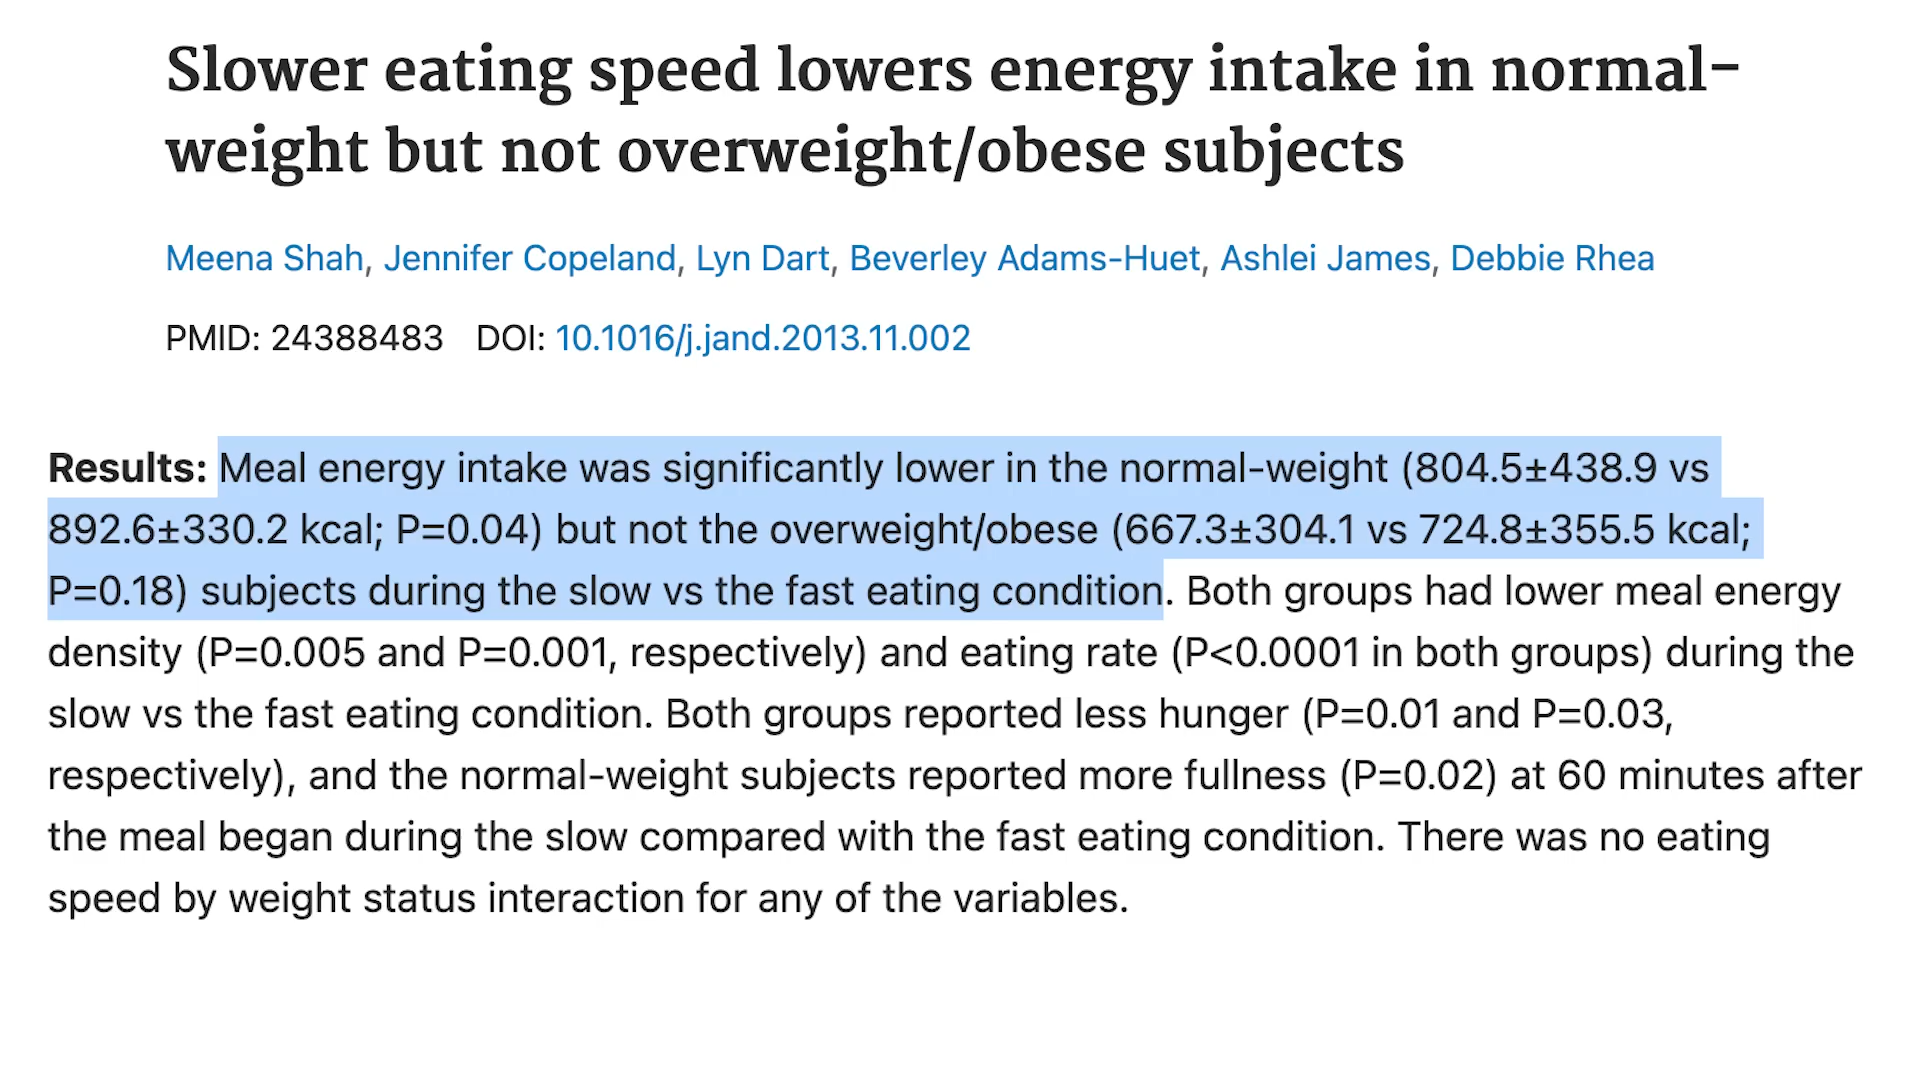 Slower eating speed lowers energy intake in normal-
weight but not overweight/obese subjects
Meena Shah, Jennifer Copeland, Lyn Dart, Beverley Adams-Huet, Ashlei James, Debbie Rhea
PMID: 24388483 DOI: 10.1016/j.jand.2013.11.002
Results: Meal energy intake was significantly lower in the normal-weight (804.5±438.9 vs
892.6±330.2 kcal; P=0.04) but not the overweight/obese (667.3±304.1 vs 724.8±355.5 kcal;
P=0.18) subjects during the slow vs the fast eating condition. Both groups had lower meal energy
density (P=0.005 and P=0.001, respectively) and eating rate (P<0.0001 in both groups) during the
slow vs the fast eating condition. Both groups reported less hunger (P=0.01 and P=0.03,
respectively), and the normal-weight subjects reported more fullness (P=0.02) at 60 minutes after
the meal began during the slow compared with the fast eating condition. There was no eating
speed by weight status interaction for any of the variables.